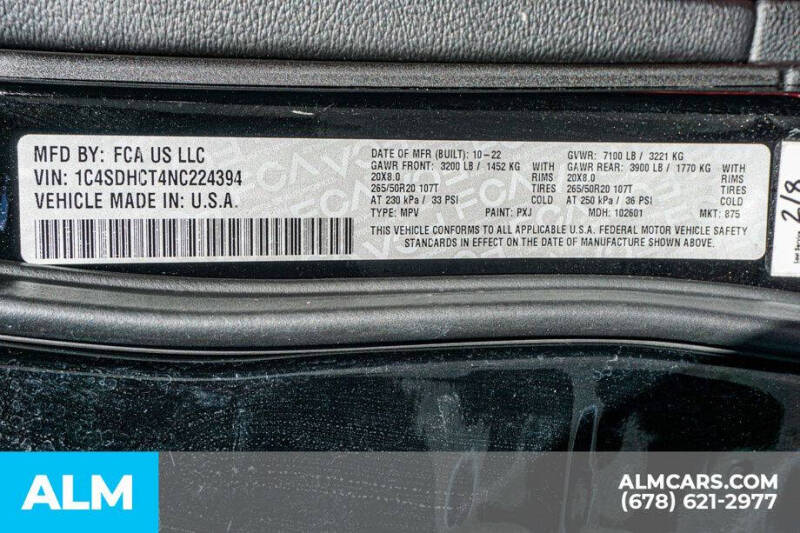 MFD BY: FCA US LLC
VIN: 1C4SDHCT4NC224394
VEHICLE MADE IN: U.S.A.
DATE OF MFR (BUILT): 10-22 GVWR: 7100 LB / 3221 KG
GAWR FRONT: 3200 LB / 1452 KG WITH GAWR REAR: 3900 LB / 1770 KG WITH
20X8.0 RIMS 20X8.0 RIMS
265/50R20 107T TIRES 265/50R20 107T TIRES
AT 230 kPa / 33 PSI COLD AT 250 kPa / 36 PSI COLD
TYPE: MPV PAINT: PXJ MDH: 102601 MKT: 875
THIS VEHICLE CONFORMS TO ALL APPLICABLE U.S.A. FEDERAL MOTOR VEHICLE SAFETY
STANDARDS IN EFFECT ON THE DATE OF MANUFACTURE SHOWN ABOVE.
2/8
ALM
ALMCARS.COM
(678) 621-2977